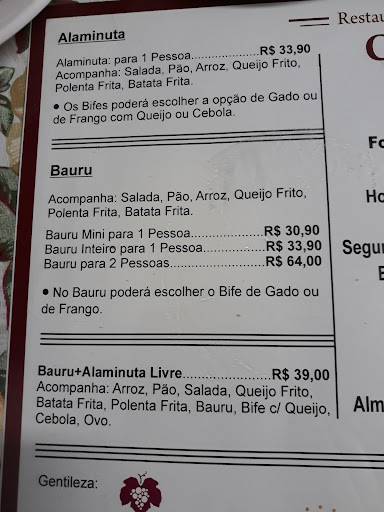 Restau
Alaminuta
Alaminuta: para 1 Pessoa...................R$ 33,90
Acompanha: Salada, Pão, Arroz, Queijo Frito,
Polenta Frita, Batata Frita.
• Os Bifes poderá escolher a opção de Gado ou
de Frango com Queijo ou Cebola.
Bauru
Acompanha: Salada, Pão, Arroz, Queijo Frito,
Polenta Frita, Batata Frita.
Bauru Mini para 1 Pessoa....................R$ 30,90
Bauru Inteiro para 1 Pessoa.................R$ 33,90
Bauru para 2 Pessoas..........................R$ 64,00
• No Bauru poderá escolher o Bife de Gado ou
de Frango.
Bauru+Alaminuta Livre.......................R$ 39,00
Acompanha: Arroz, Pão, Salada, Queijo Frito,
Batata Frita, Polenta Frita, Bauru, Bife c/ Queijo,
Cebola, Ovo.
Gentileza:
Fo
Ho
Segun
Alm